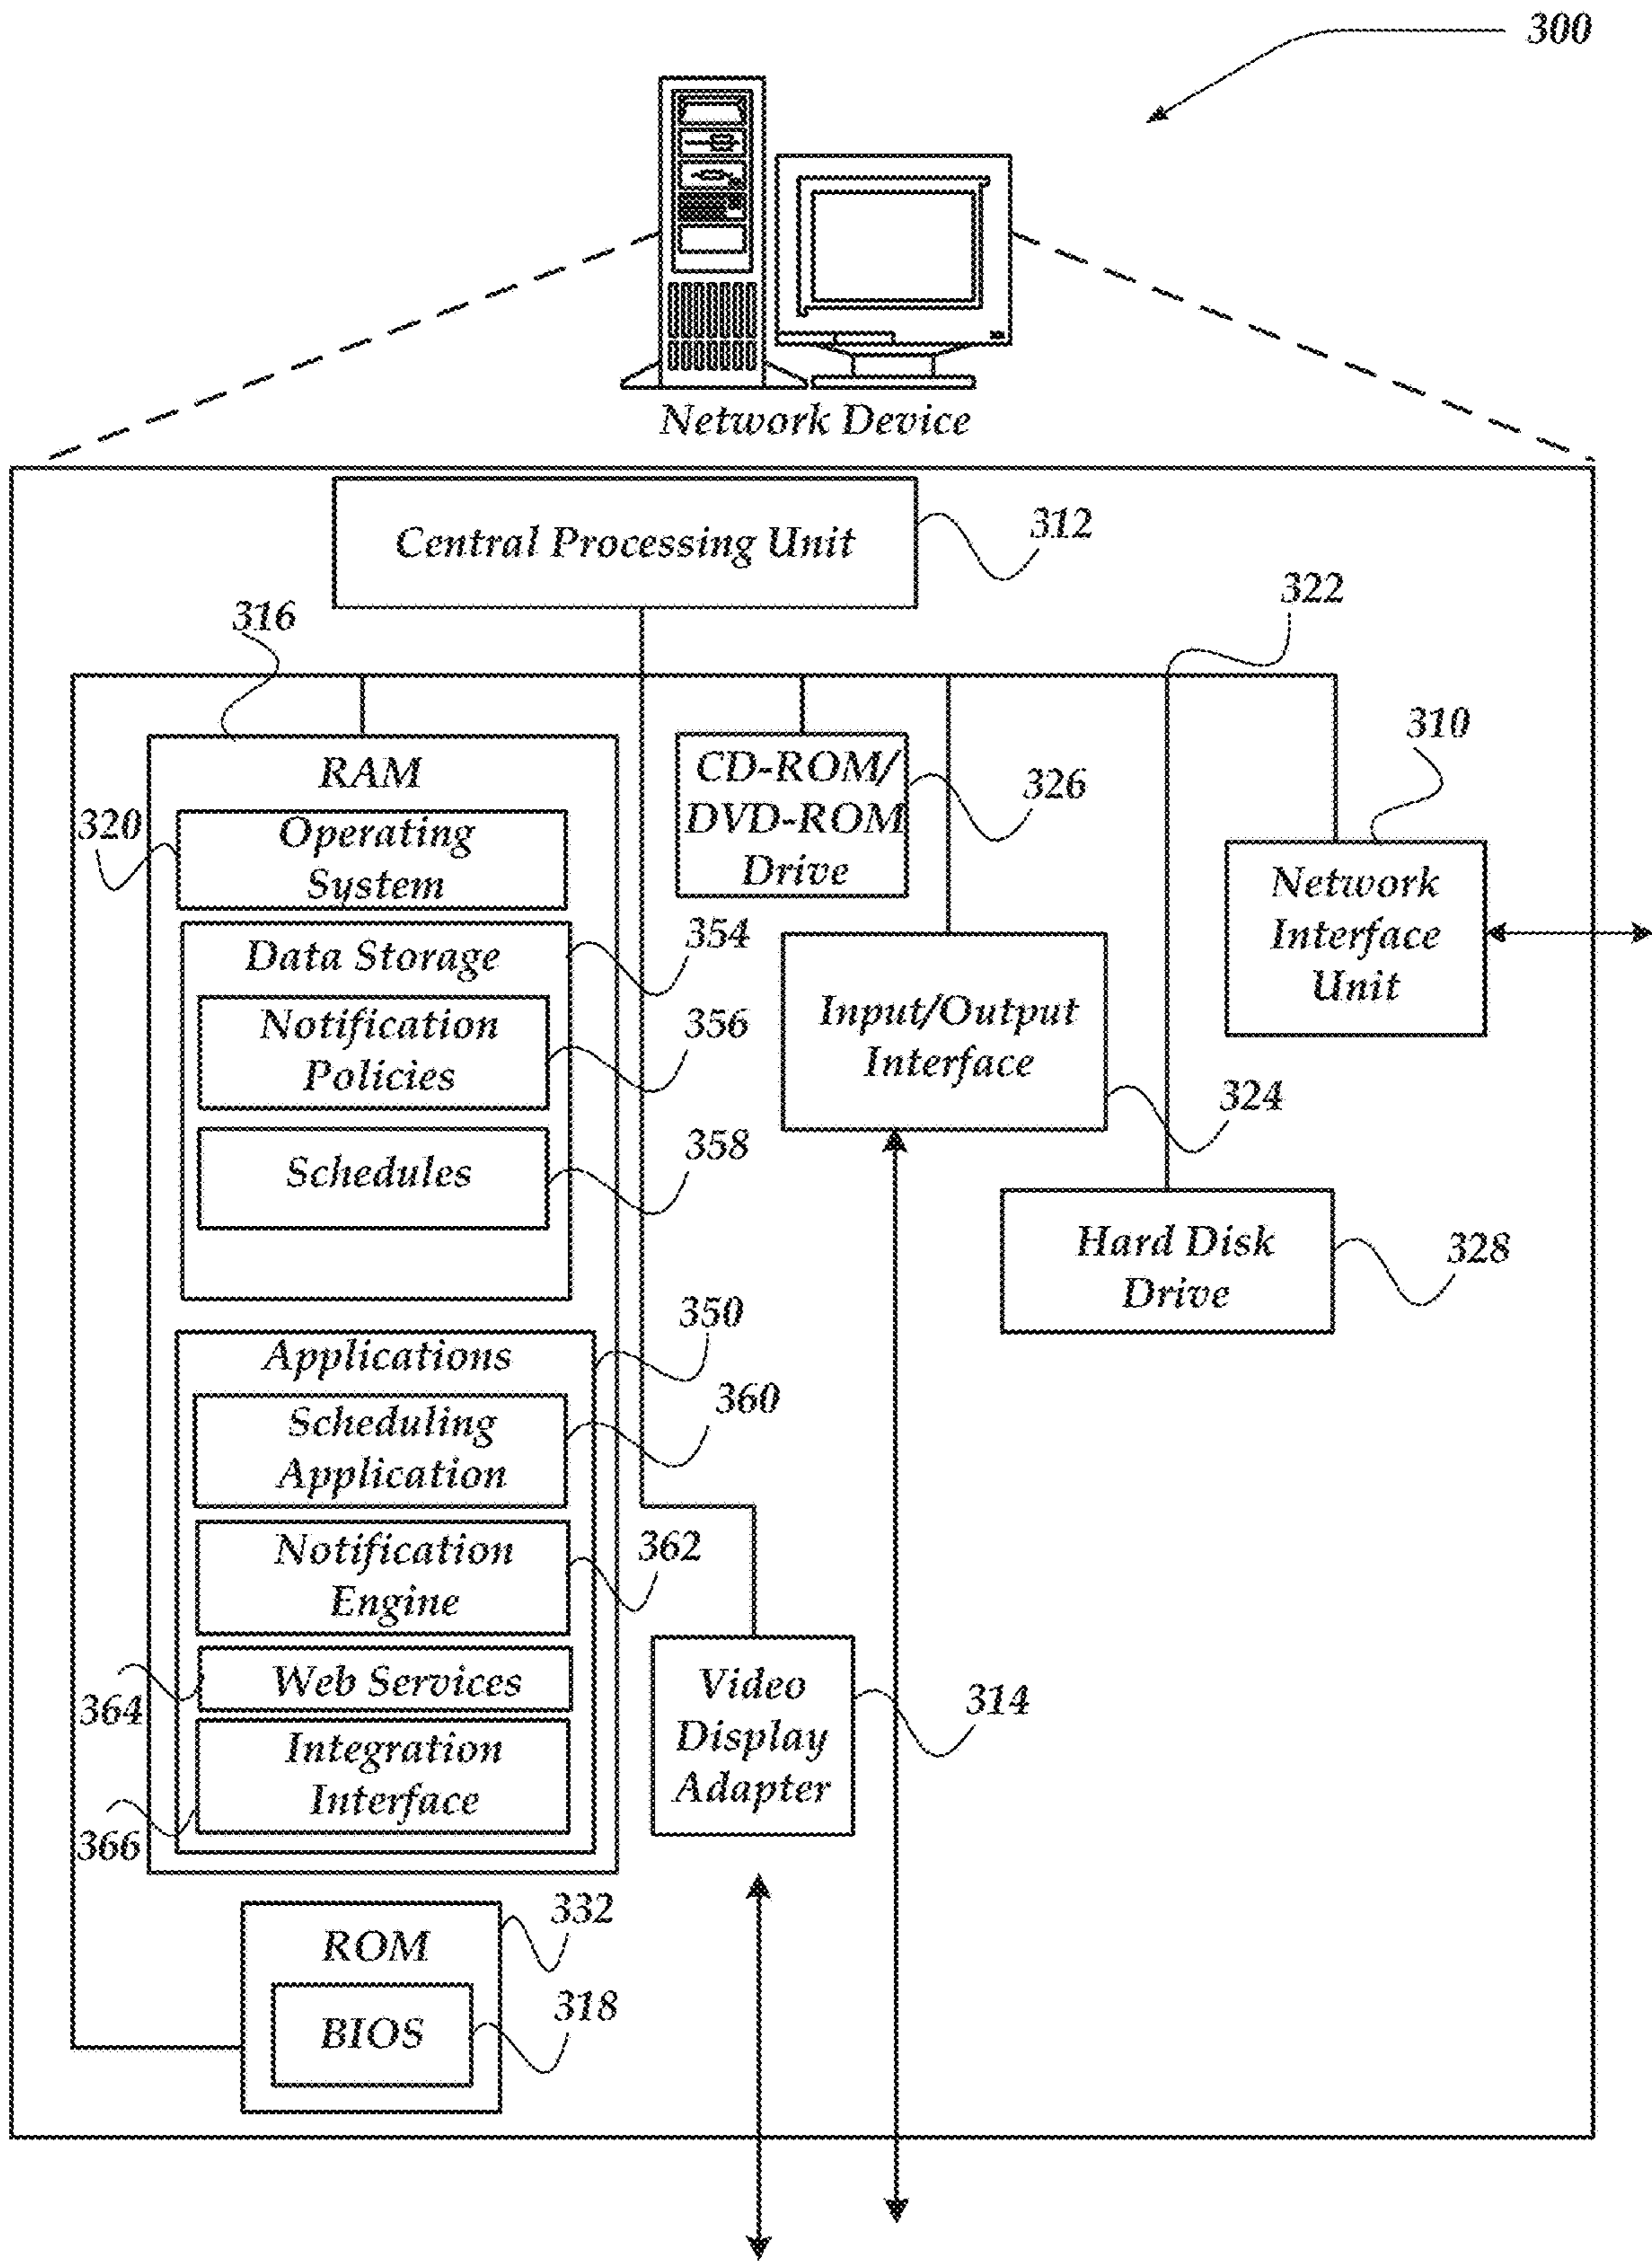 300
Network Device
Central Processing Unit
312
322
316
310
RAM
CD-ROM/
DVD-ROM
Drive
326
320
Operating
System
Network
Interface
Unit
354
Data Storage
Notification
Policies
356
Input/Output
Interface
324
358
Schedules
Hard Disk
Drive
328
350
Applications
360
Scheduling
Application
362
Notification
Engine
364
Web Services
Video
Display
Adapter
314
Integration
Interface
366
332
ROM
318
BIOS